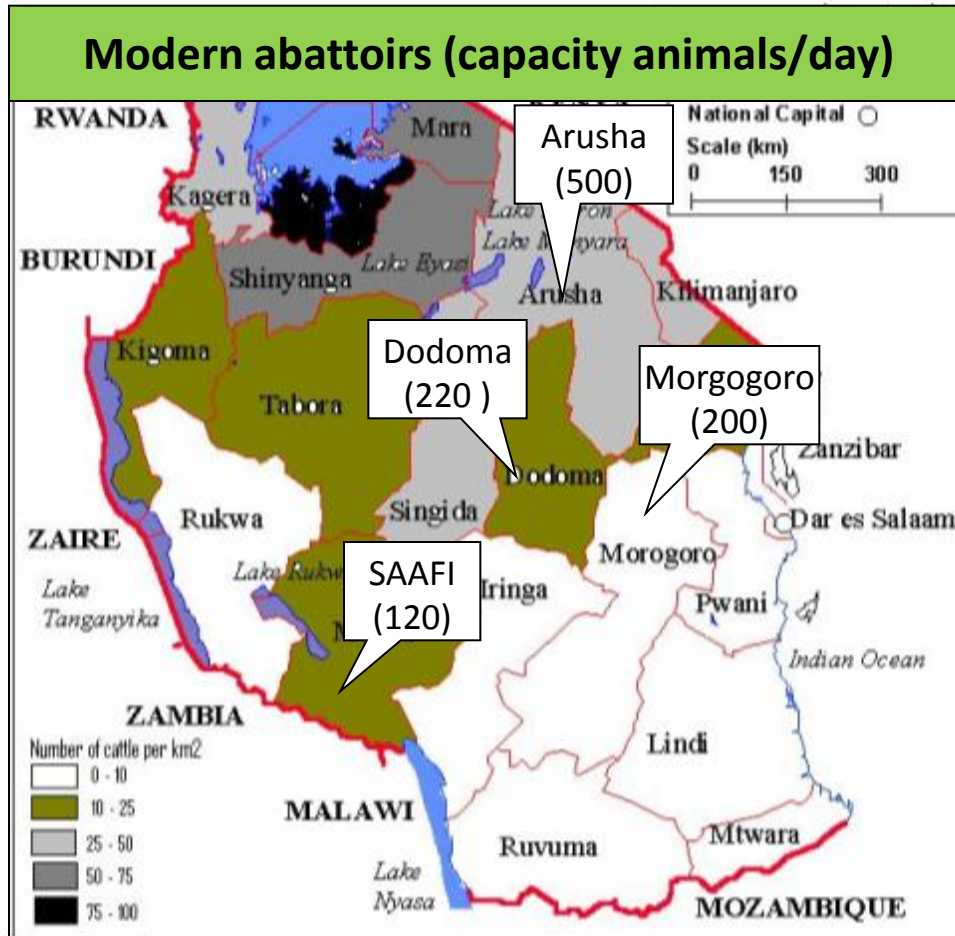 Modern abattoirs (capacity animals/day)
RWANDA
Mara
Arusha
(500)
National Capital
Scale (km)
0 150 300
Kagera
Lake
Lake
BURUNDI
Shinyanga
Lake Eyasi
Arusha
Kilimanjaro
Kigoma
Dodoma
(220 )
Morgogoro
(200)
Tabora
Zanzibar
Dodoma
Rukwa
Singida
Dar es Salaam
ZAIRE
Lake
Tanganyika
Lake
SAAFI
(120)
Iringa
Morogoro
Pwani
Indian Ocean
ZAMBIA
Lindi
Number of cattle per km2
0 - 10
10 - 25
25 - 50
50 - 75
75 - 100
MALAWI
Ruvuma
Mtwara
Lake
Nyasa
MOZAMBIQUE